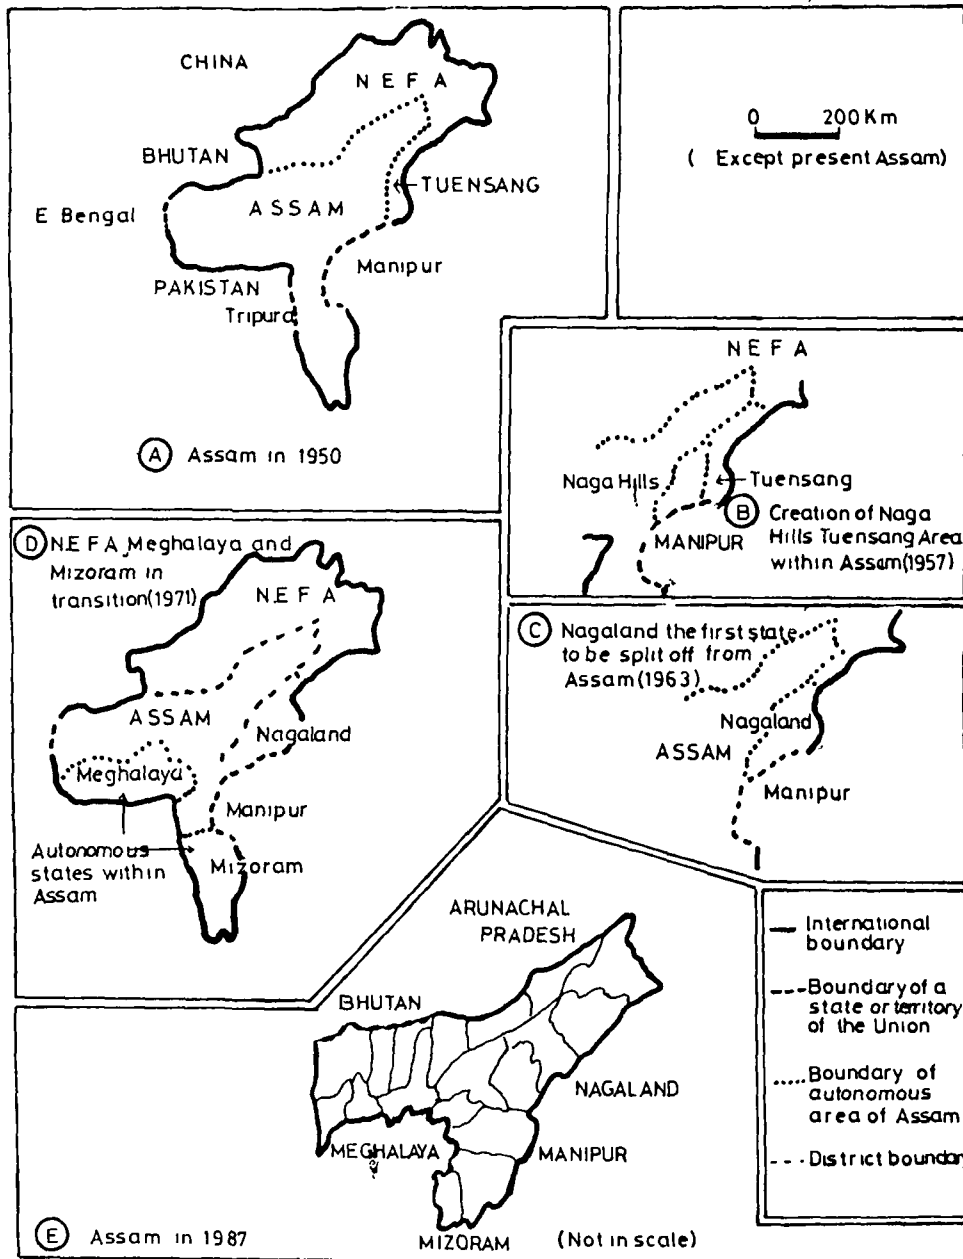 CHINA
N E F A
BHUTAN
TUENSANG
ASSAM
E Bengal
Manipur
PAKISTAN
Tripura
A Assam in 1950
0 200 Km
( Except present Assam)
N E F A
Naga Hills
Tuensang
MANIPUR
B Creation of Naga
Hills Tuensang Area
within Assam(1957)
D N.E F A, Meghalaya and
Mizoram in
transition(1971)
N.E F A
ASSAM
Nagaland
Meghalaya
Manipur
Autonomous
states within
Assam
Mizoram
C Nagaland the first state
to be split off from
Assam(1963)
Nagaland
ASSAM
Manipur
International
boundary
Boundary of a
state or territory
of the Union
Boundary of
autonomous
area of Assam
District boundary
ARUNACHAL
PRADESH
BHUTAN
NAGALAND
MEGHALAYA
MANIPUR
E Assam in 1987
MIZORAM
(Not in scale)